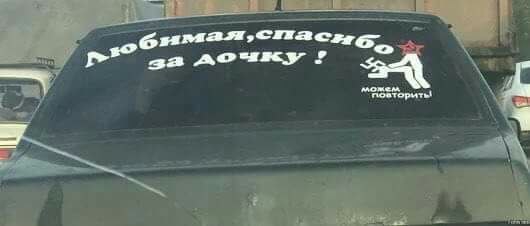 Любимая, спасибо
за дочку !
можем
повторить!